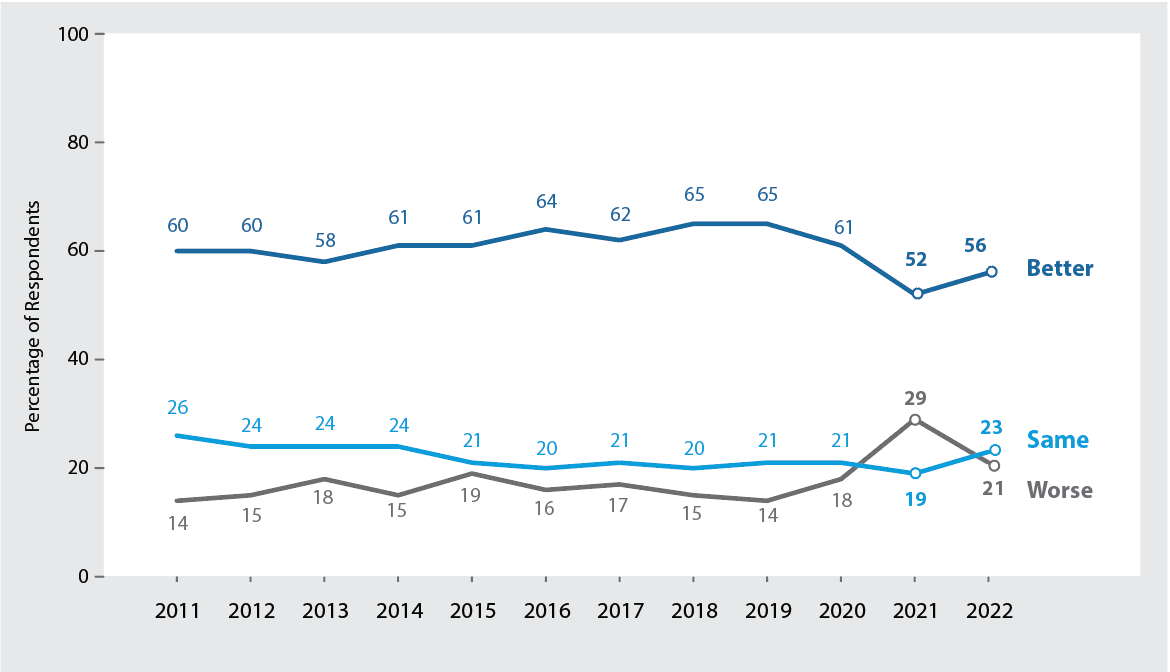 100
80
60
40
20
0
Percentage of Respondents
60 60 58 61 61 64 62 65 65 61 52 56
Better
26 24 24 24 21 20 21 20 21 21 19 23
Same
14 15 18 15 19 16 17 15 14 18 29 21
Worse
2011 2012 2013 2014 2015 2016 2017 2018 2019 2020 2021 2022